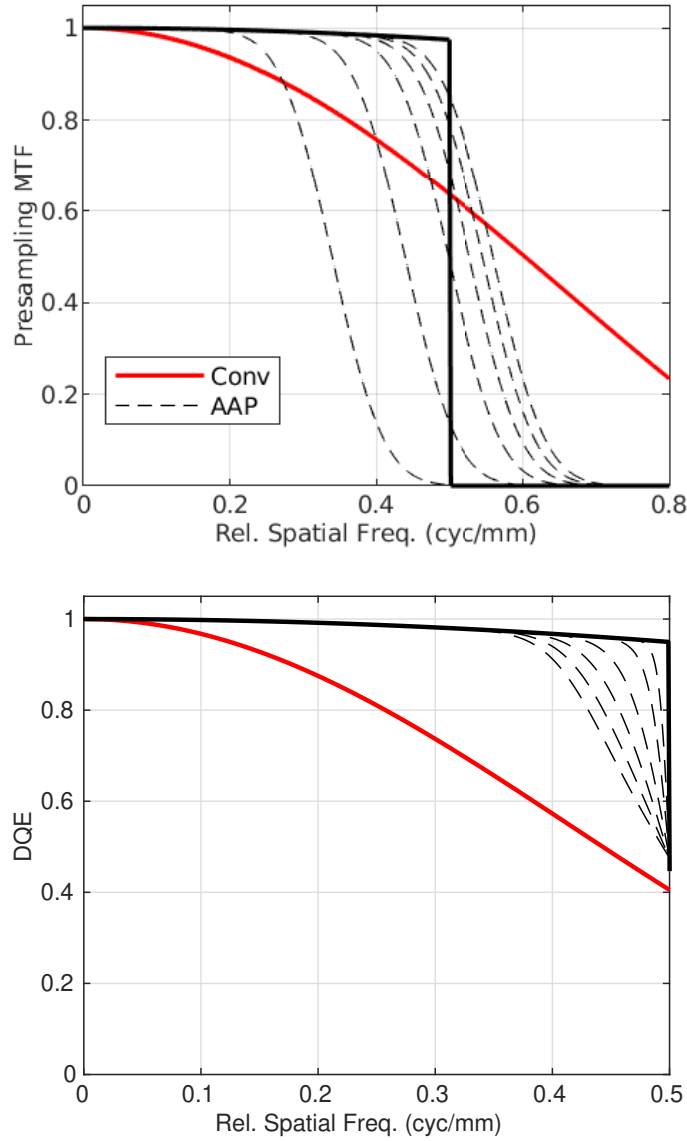 1
0.8
0.6
0.4
0.2
0
Presampling MTF
Conv
AAP
0 0.2 0.4 0.6 0.8
Rel. Spatial Freq. (cyc/mm)
1
0.8
0.6
0.4
0.2
0
DQE
0 0.1 0.2 0.3 0.4 0.5
Rel. Spatial Freq. (cyc/mm)